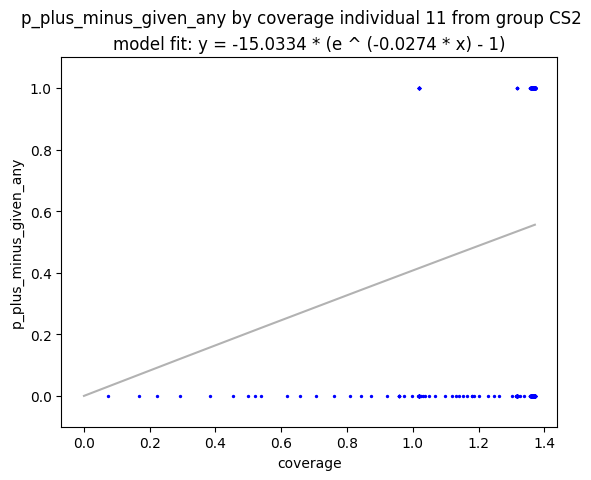 p_plus_minus_given_any by coverage individual 11 from group CS2
model fit: y = -15.0334 * (e ^ (-0.0274 * x) - 1)
1.0
0.8
0.6
0.4
0.2
0.0
p_plus_minus_given_any
0.0 0.2 0.4 0.6 0.8 1.0 1.2 1.4
coverage